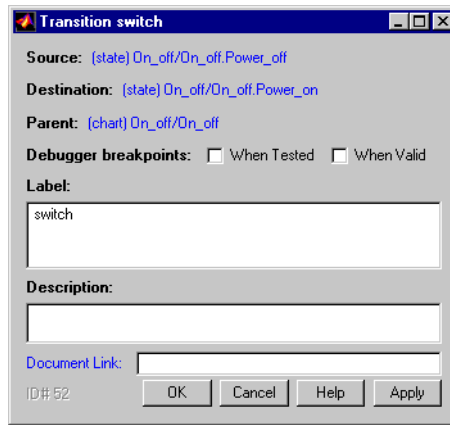 Transition switch
Source: (state) On_off/On_off.Power_off
Destination: (state) On_off/On_off.Power_on
Parent: (chart) On_off/On_off
Debugger breakpoints: When Tested When Valid
Label:
switch
Description:
Document Link:
ID# 52 OK Cancel Help Apply